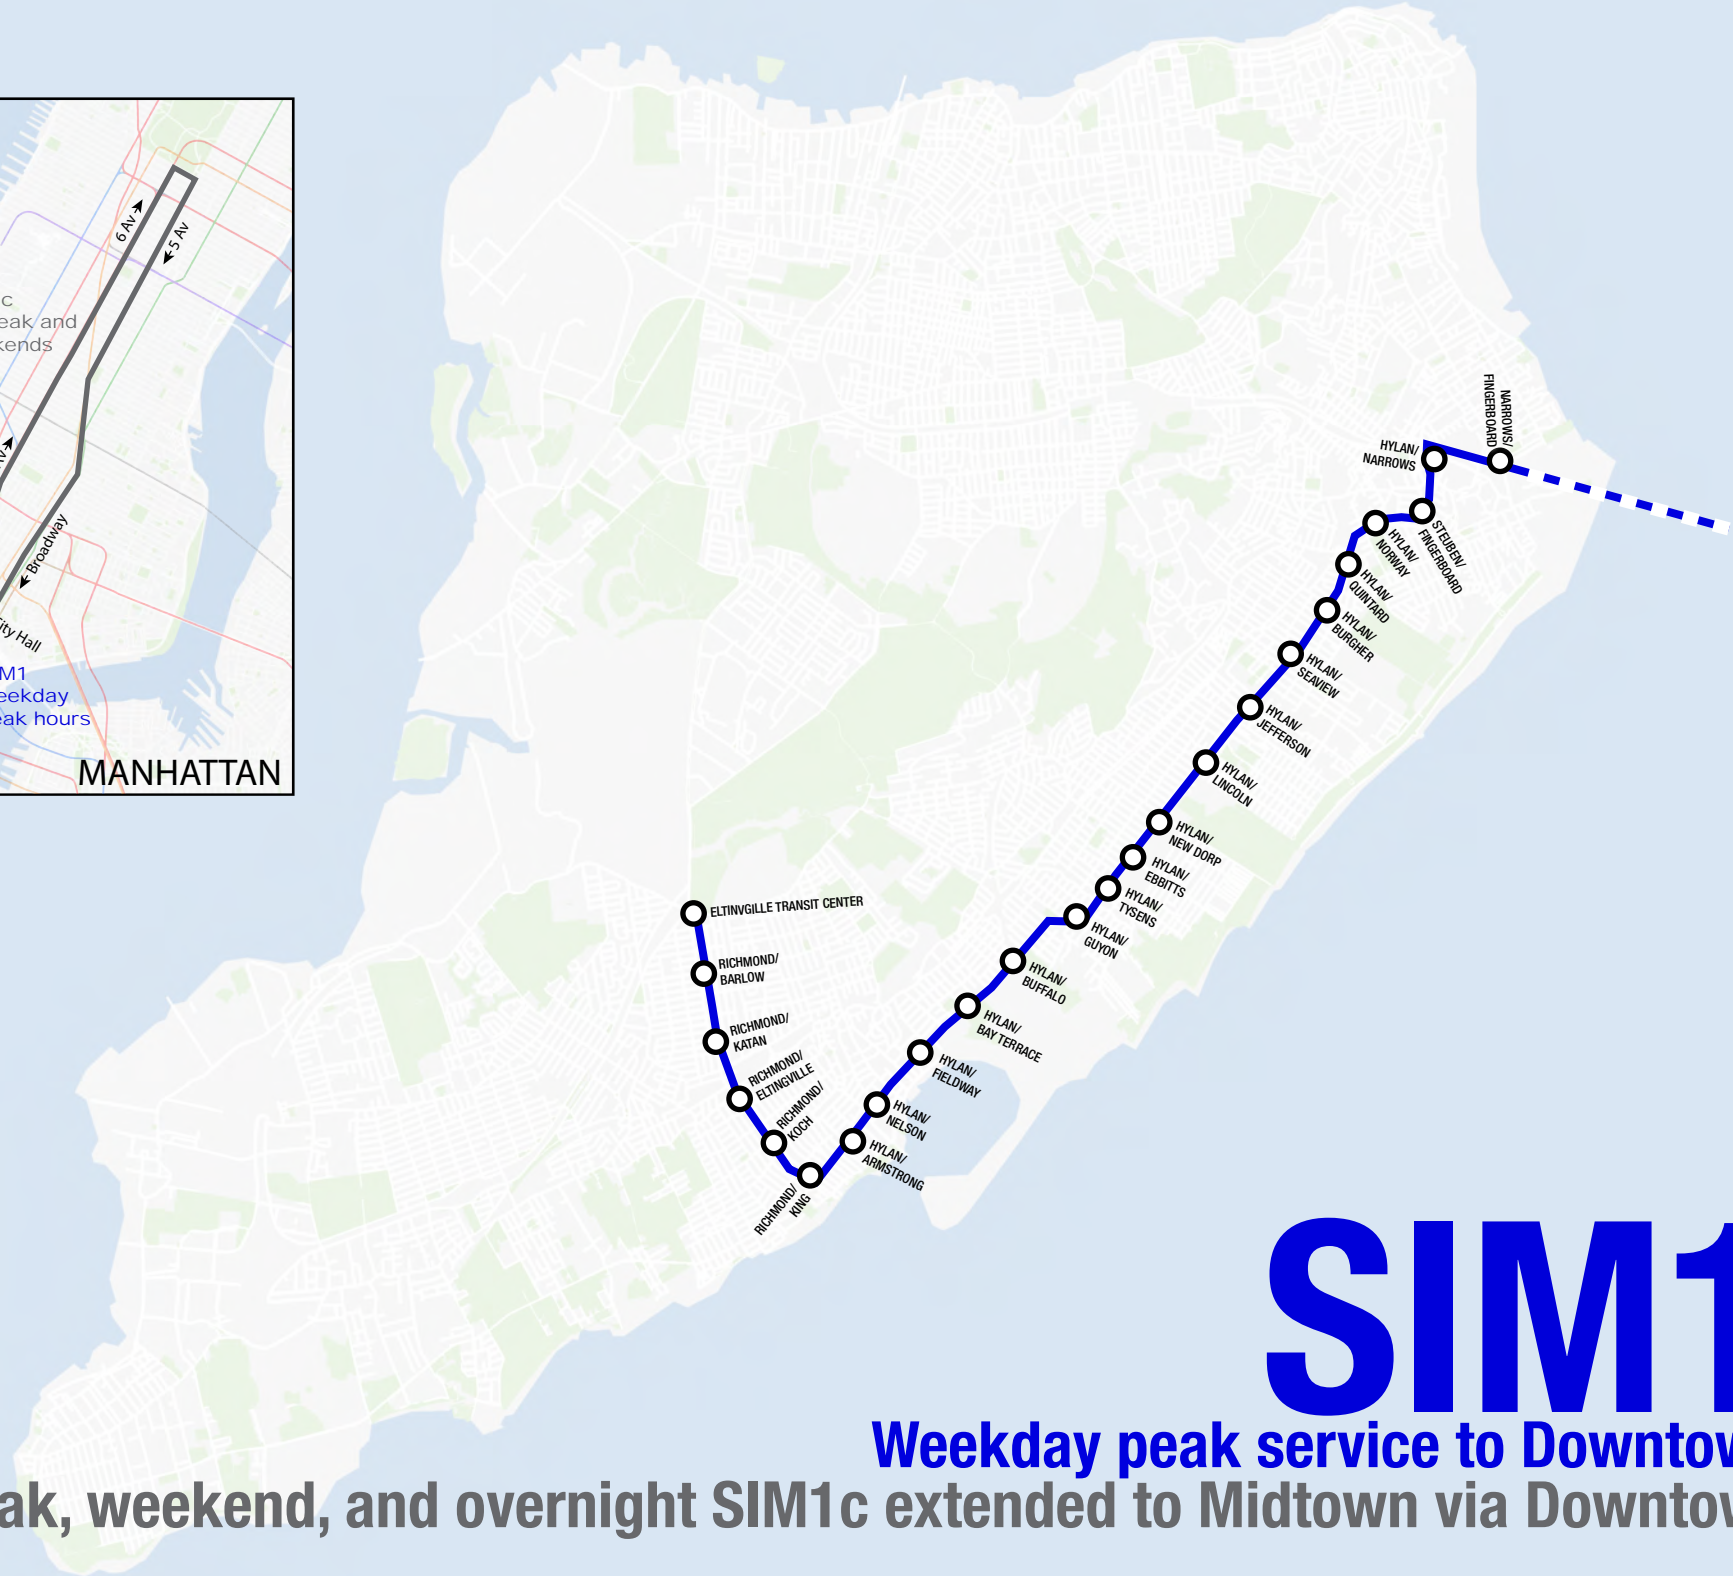 6 Av
5 Av
c
eak and
kends
Broadway
ity Hall
M1
eekday
eak hours
MANHATTAN
NARROWS/
FINGERBOARD
HYLAN/
NARROWS
STEUBEN/
FINGERBOARD
HYLAN/
NORWAY
HYLAN/
QUINTARD
HYLAN/
BURGHER
HYLAN/
SEAVIEW
HYLAN/
JEFFERSON
HYLAN/
LINCOLN
HYLAN/
NEW DORP
HYLAN/
EBBITTS
HYLAN/
TYSENS
HYLAN/
GUYON
HYLAN/
BUFFALO
HYLAN/
BAY TERRACE
HYLAN/
FIELDWAY
HYLAN/
NELSON
HYLAN/
ARMSTRONG
ELTINVGILLE TRANSIT CENTER
RICHMOND/
BARLOW
RICHMOND/
KATAN
RICHMOND/
ELTINGVILLE
RICHMOND/
KOCH
RICHMOND/
KING
SIM1
Weekday peak service to Downtow
ak, weekend, and overnight SIM1c extended to Midtown via Downtow